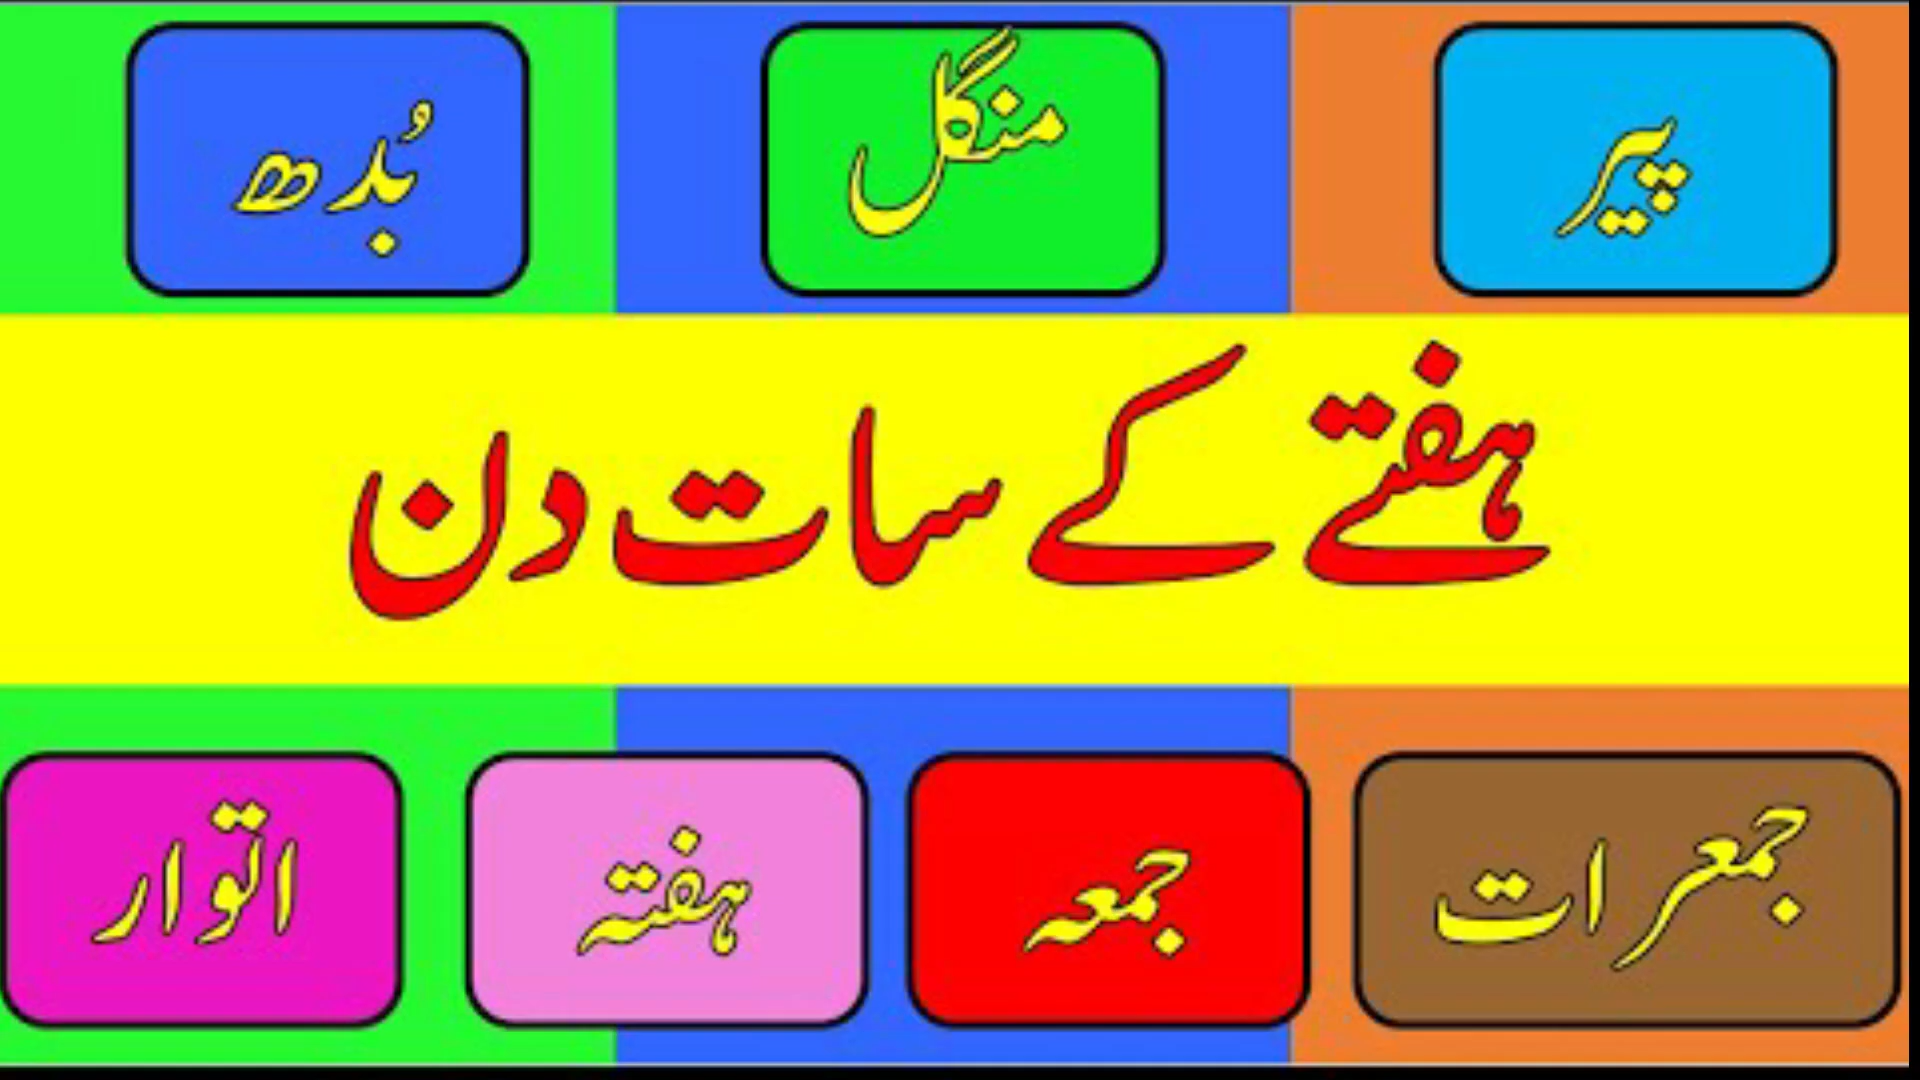 پیر منگل بُدھ
ہفتے کے سات دن
جمعرات جمعہ ہفتہ اتوار